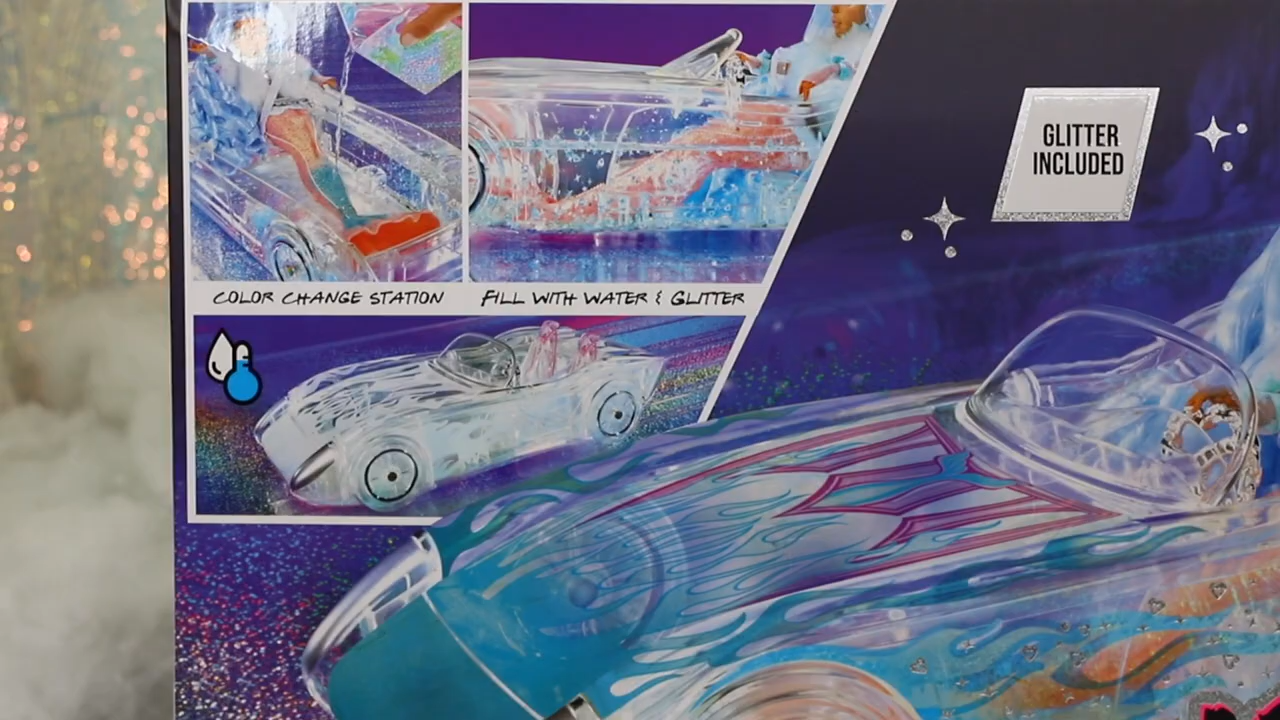 GLITTER
INCLUDED
COLOR CHANGE STATION
FILL WITH WATER & GLITTER